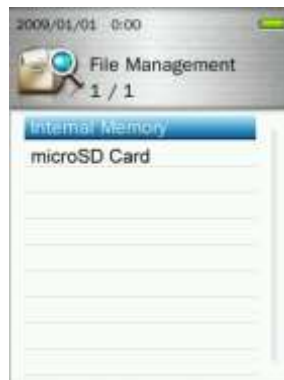 2009/01/01 0:00
File Management
1 / 1
Internal Memory
microSD Card